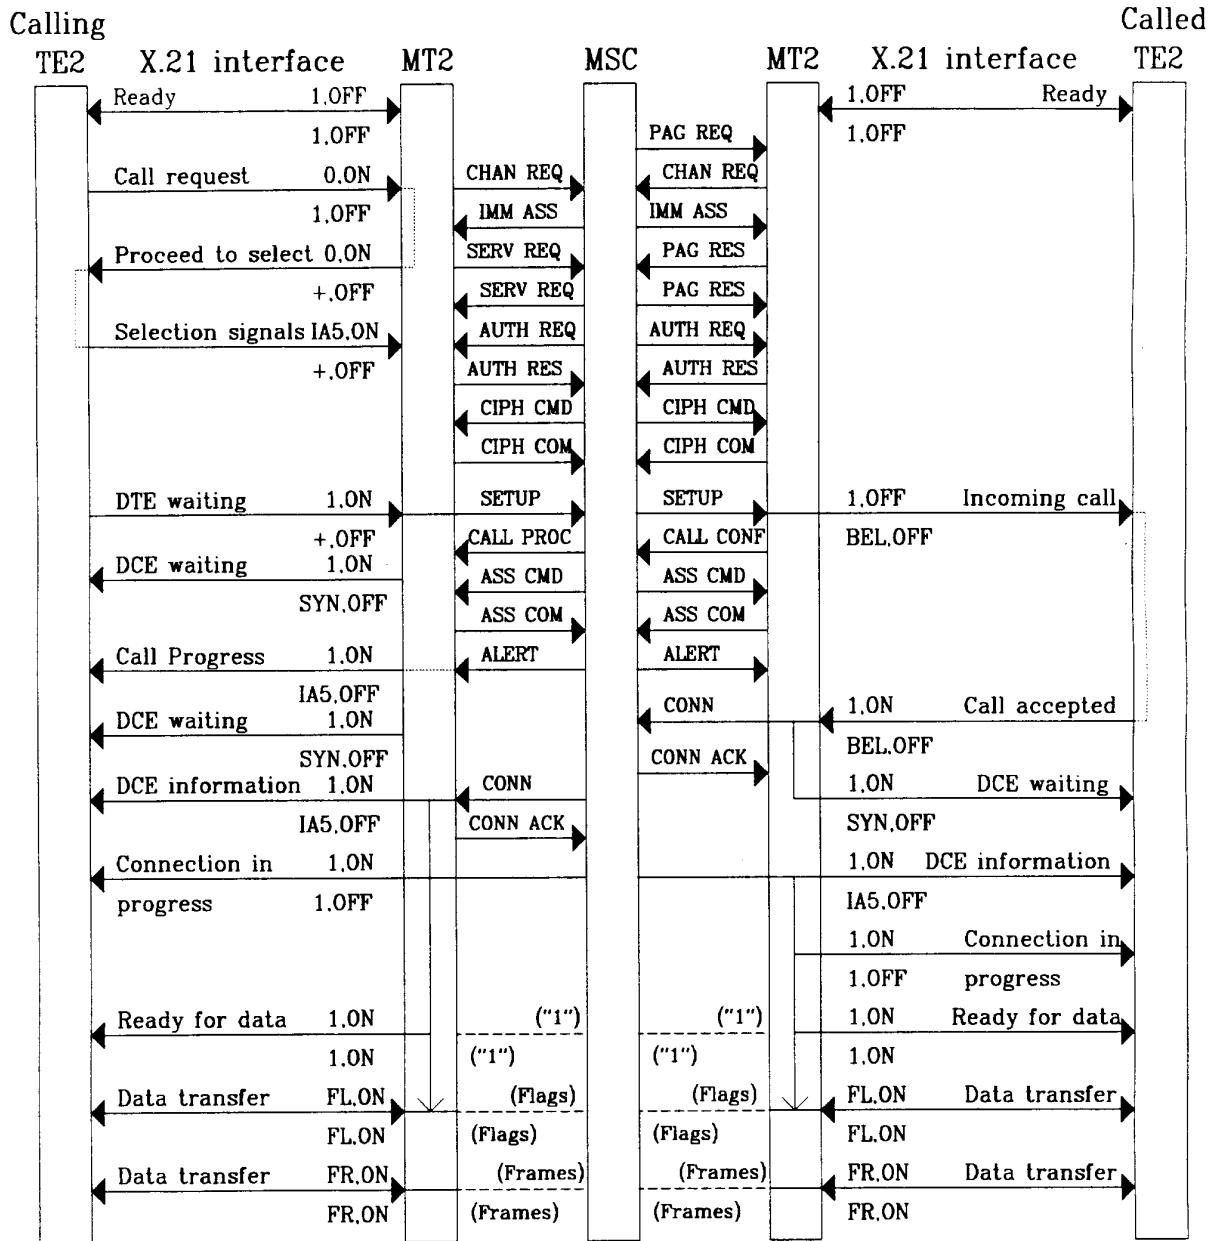 Calling Called
TE2 X.21 interface MT2 MSC MT2 X.21 interface TE2
Ready 1,OFF 1,OFF Ready
1,OFF PAG REQ 1,OFF
Call request 0,ON CHAN REQ CHAN REQ
1,OFF IMM ASS IMM ASS
Proceed to select 0,ON SERV REQ PAG RES
+,OFF SERV REQ PAG RES
Selection signals IA5,ON AUTH REQ AUTH REQ
+,OFF AUTH RES AUTH RES
CIPH CMD CIPH CMD
CIPH COM CIPH COM
DTE waiting 1,ON SETUP SETUP 1,OFF Incoming call
+,OFF CALL PROC CALL CONF BEL,OFF
DCE waiting 1,ON ASS CMD ASS CMD
SYN,OFF ASS COM ASS COM
Call Progress 1,ON ALERT ALERT
IA5,OFF CONN 1,ON Call accepted
DCE waiting 1,ON
SYN,OFF CONN ACK BEL,OFF
DCE information 1,ON CONN 1,ON DCE waiting
IA5,OFF CONN ACK SYN,OFF
Connection in 1,ON 1,ON DCE information
progress 1,OFF IA5,OFF
1,ON Connection in
1,OFF progress
Ready for data 1,ON ("1") ("1") 1,ON Ready for data
1,ON ("1") ("1") 1,ON
Data transfer FL,ON (Flags) (Flags) FL,ON Data transfer
FL,ON (Flags) (Flags) FL,ON
Data transfer FR,ON (Frames) (Frames) FR,ON Data transfer
FR,ON (Frames) (Frames) FR,ON